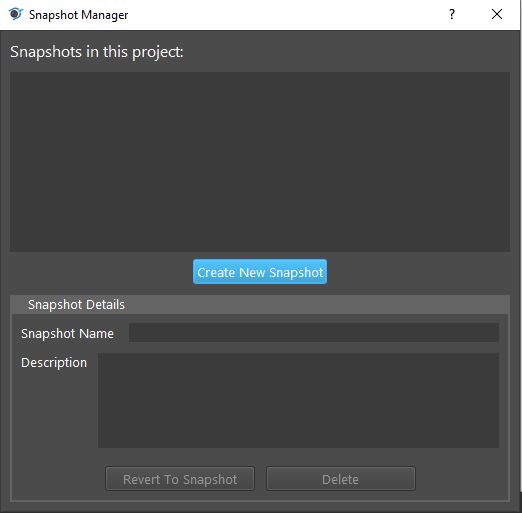 Snapshot Manager
?
Snapshots in this project:
Create New Snapshot
Snapshot Details
Snapshot Name
Description
Revert To Snapshot
Delete